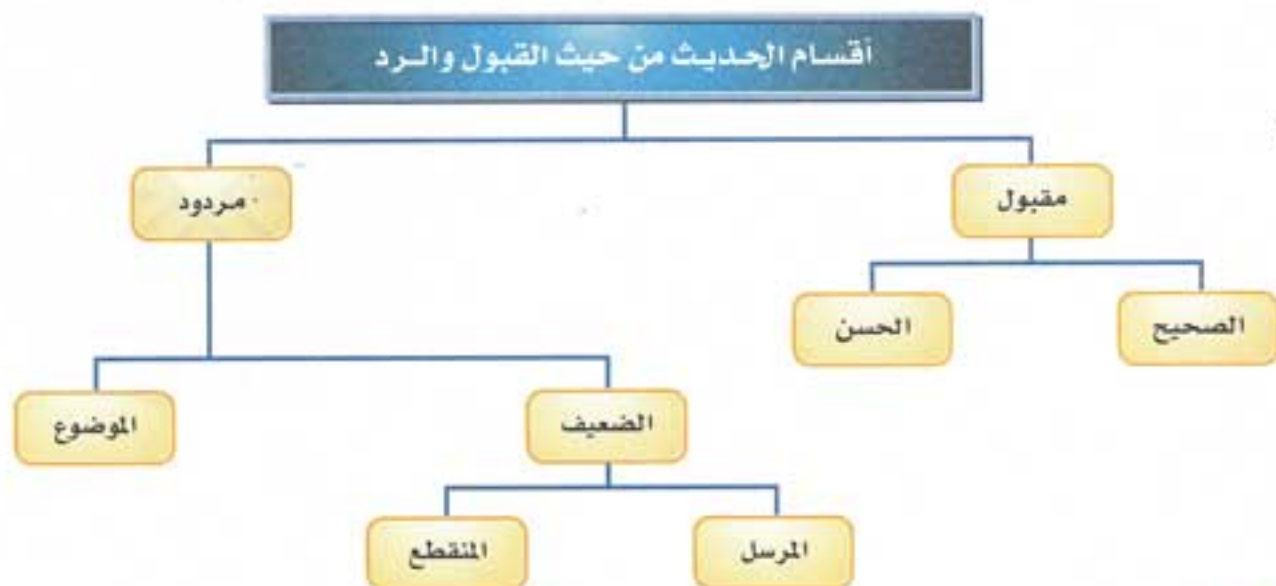 أقسام الحديث من حيث القبول والرد
مقبول
مردود
الصحيح
الحسن
الضعيف
الموضوع
المرسل
المنقطع